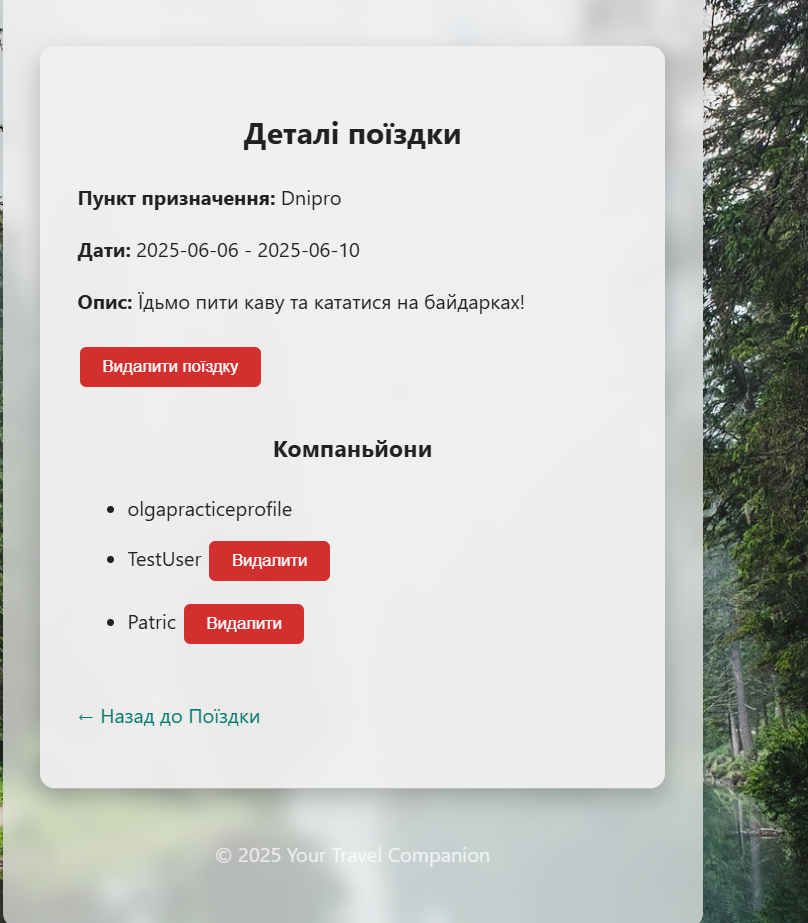 Деталі поїздки
Пункт призначення: Dnipro
Дати: 2025-06-06 - 2025-06-10
Опис: Їдьмо пити каву та кататися на байдарках!
Видалити поїздку
Компаньйони
• olgapracticeprofile
• TestUser Видалити
• Patric Видалити
← Назад до Поїздки
© 2025 Your Travel Companion